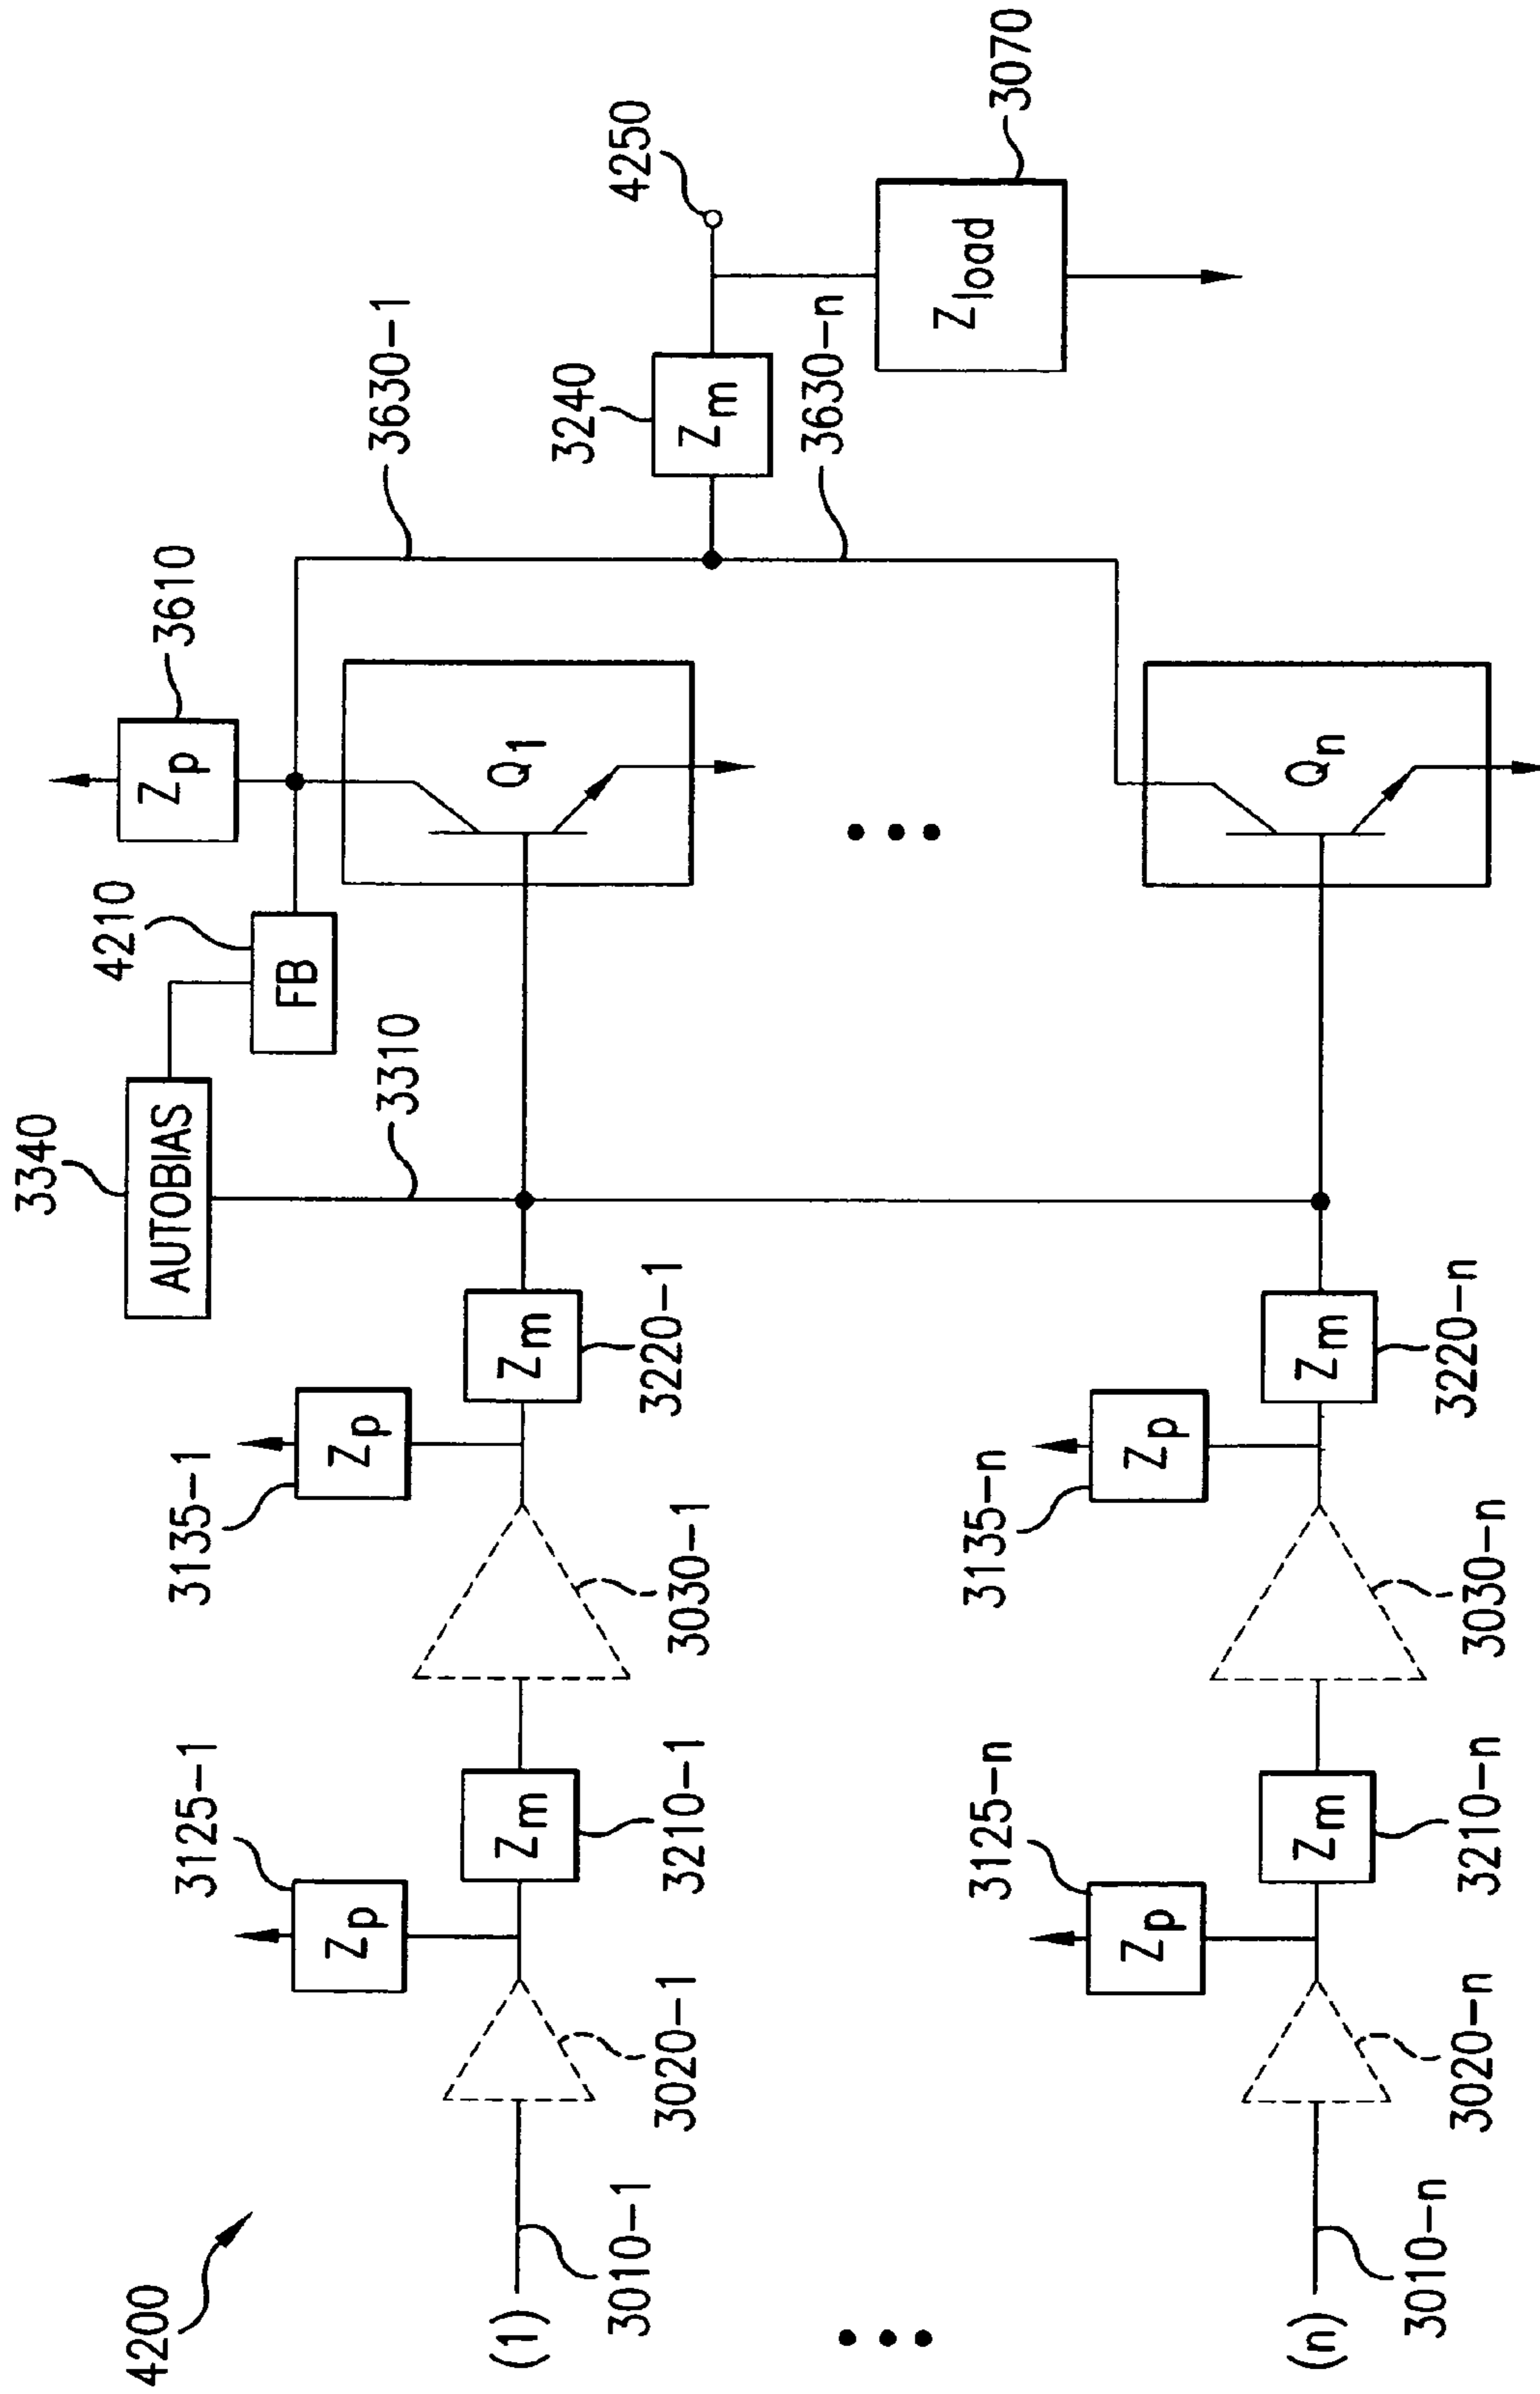 4200
3340
AUTOBIAS
4210
FB
3610
Zp
3310
3630-1
4250
3240
Zm
3070
Zload
3630-n
3125-1
Zp
3135-1
Zp
(1)
3010-1
3020-1
Zm
3210-1
3030-1
Zm
3220-1
Q1
3125-n
Zp
3135-n
Zp
(n)
3010-n
3020-n
Zm
3210-n
3030-n
Zm
3220-n
Qn